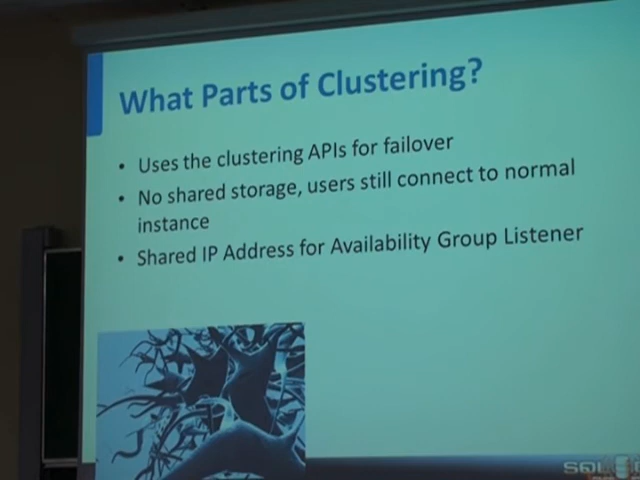 What Parts of Clustering?
• Uses the clustering APIs for failover
• No shared storage, users still connect to normal
instance
• Shared IP Address for Availability Group Listener
SQL